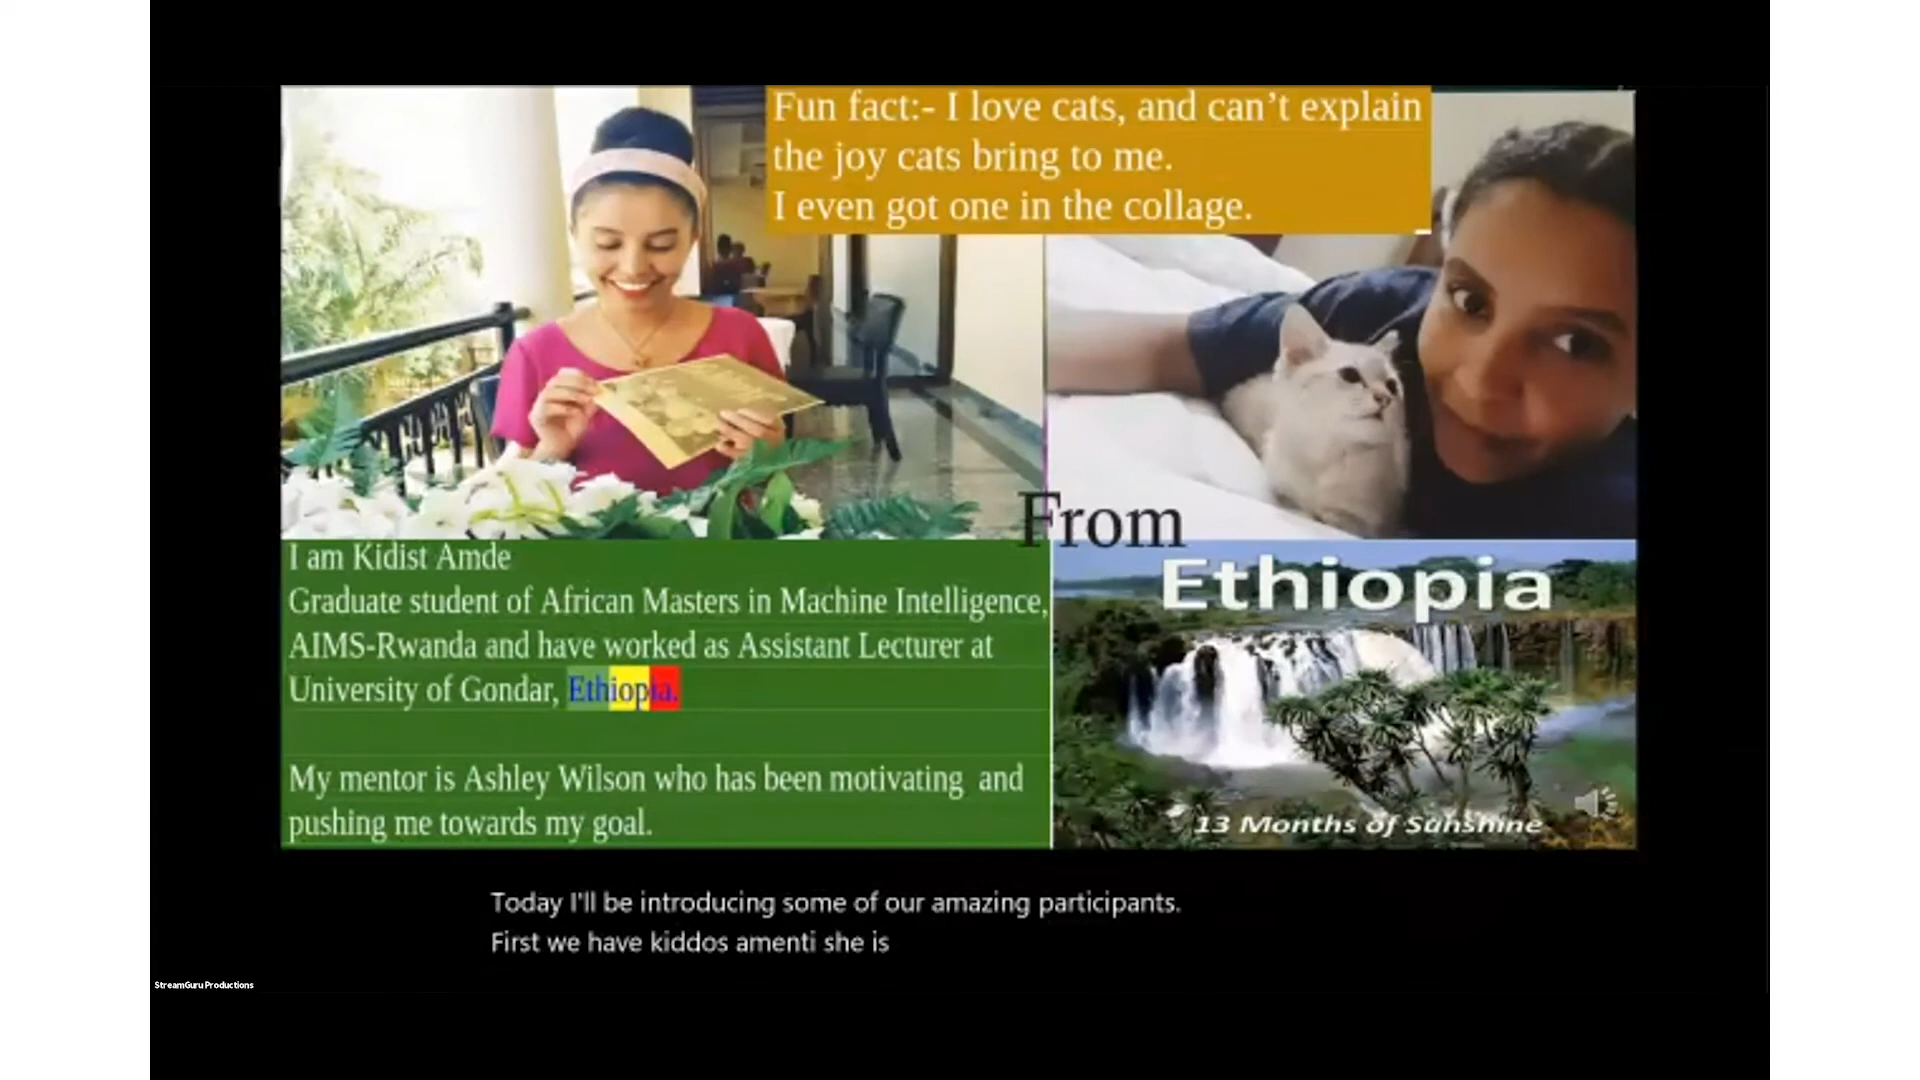 Fun fact:- I love cats, and can’t explain
the joy cats bring to me.
I even got one in the collage.
From
Ethiopia
13 Months of Sunshine
I am Kidist Amde
Graduate student of African Masters in Machine Intelligence,
AIMS-Rwanda and have worked as Assistant Lecturer at
University of Gondar, Ethiopia.
My mentor is Ashley Wilson who has been motivating and
pushing me towards my goal.
Today I'll be introducing some of our amazing participants.
First we have kiddos amenti she is
StreamGuru Productions